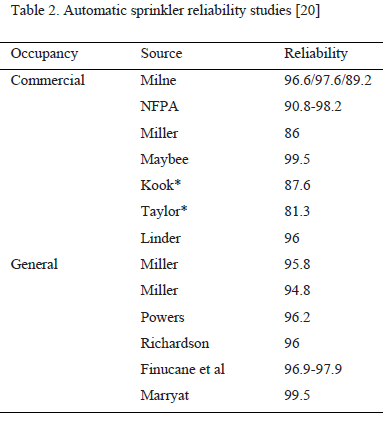 Table 2. Automatic sprinkler reliability studies [20]
Occupancy Source Reliability
Commercial Milne 96.6/97.6/89.2
NFPA 90.8-98.2
Miller 86
Maybee 99.5
Kook* 87.6
Taylor* 81.3
Linder 96
General Miller 95.8
Miller 94.8
Powers 96.2
Richardson 96
Finucane et al 96.9-97.9
Marryat 99.5